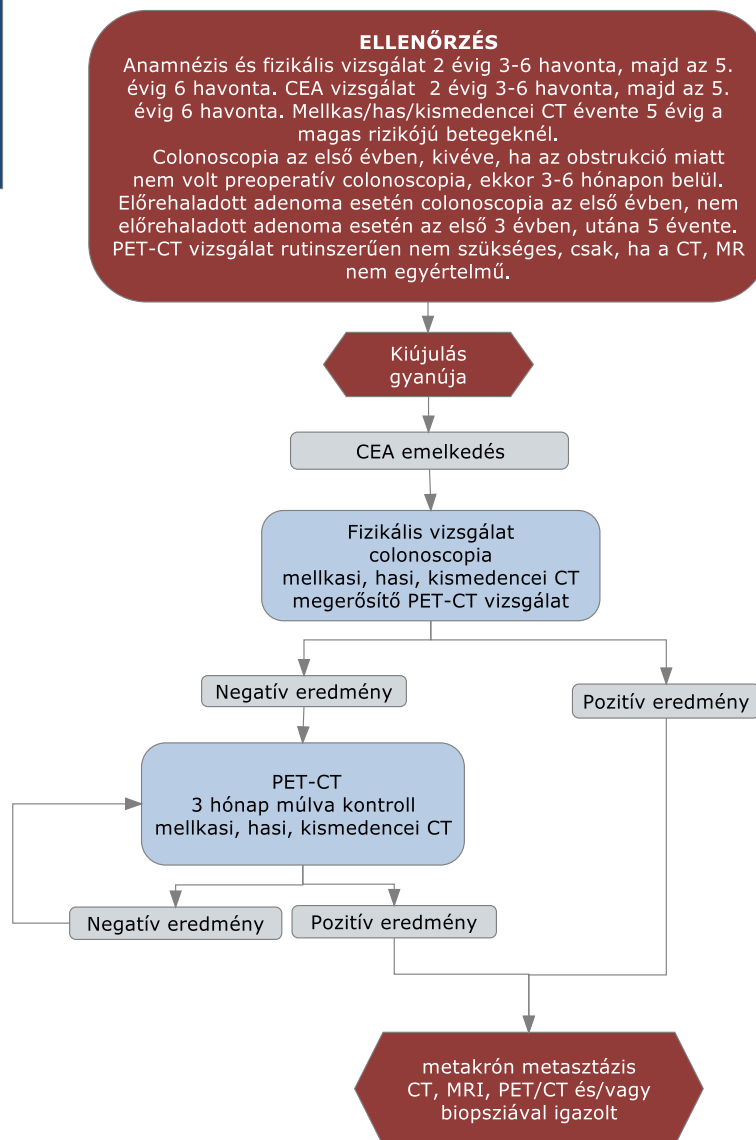 ELLENŐRZÉS
Anamnézis és fizikális vizsgálat 2 évig 3-6 havonta, majd az 5.
évig 6 havonta. CEA vizsgálat 2 évig 3-6 havonta, majd az 5.
évig 6 havonta. Mellkas/has/kismedencei CT évente 5 évig a
magas rizikójú betegeknél.
Colonoscopia az első évben, kivéve, ha az obstrukció miatt
nem volt preoperatív colonoscopia, ekkor 3-6 hónapon belül.
Előrehaladott adenoma esetén colonoscopia az első évben, nem
előrehaladott adenoma esetén az első 3 évben, utána 5 évente.
PET-CT vizsgálat rutinszerűen nem szükséges, csak, ha a CT, MR
nem egyértelmű.
Kiújulás
gyanúja
CEA emelkedés
Fizikális vizsgálat
colonoscopia
mellkasi, hasi, kismedencei CT
megerősítő PET-CT vizsgálat
Negatív eredmény
Pozitív eredmény
PET-CT
3 hónap múlva kontroll
mellkasi, hasi, kismedencei CT
Negatív eredmény
Pozitív eredmény
metakrón metasztázis
CT, MRI, PET/CT és/vagy
biopsziával igazolt